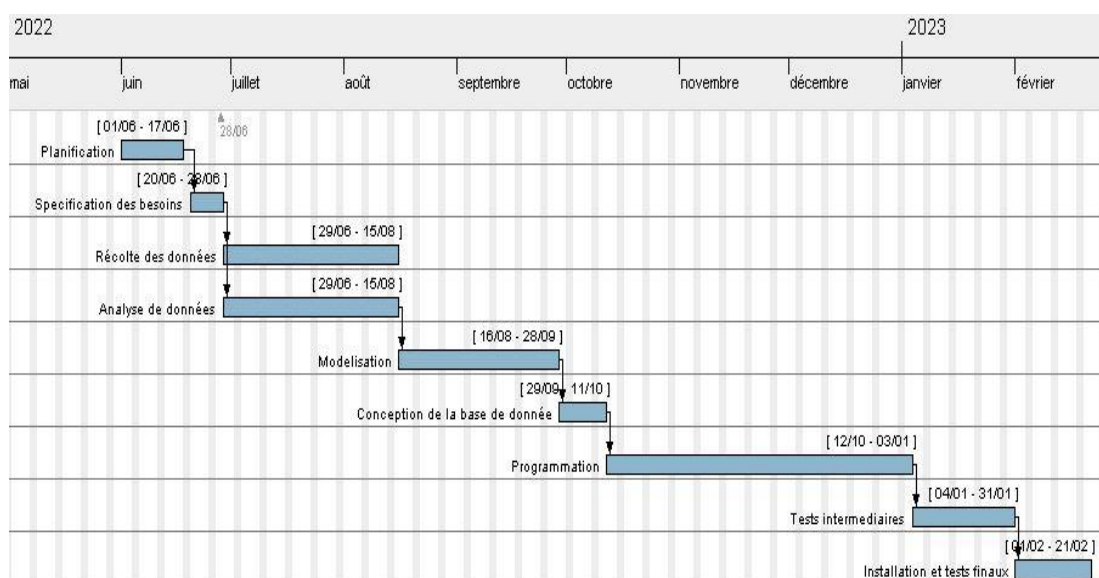 2022 2023
mai juin juillet août septembre octobre novembre décembre janvier février
[ 01/06 - 17/06 ]
28/06
Planification
[ 20/06 - 28/06 ]
Specification des besoins
[ 29/06 - 15/08 ]
Récolte des données
[ 29/06 - 15/08 ]
Analyse de données
[ 16/08 - 28/09 ]
Modelisation
[ 29/09 - 11/10 ]
Conception de la base de donnée
[ 12/10 - 03/01 ]
Programmation
[ 04/01 - 31/01 ]
Tests intermediaires
[ 01/02 - 21/02 ]
Installation et tests finaux